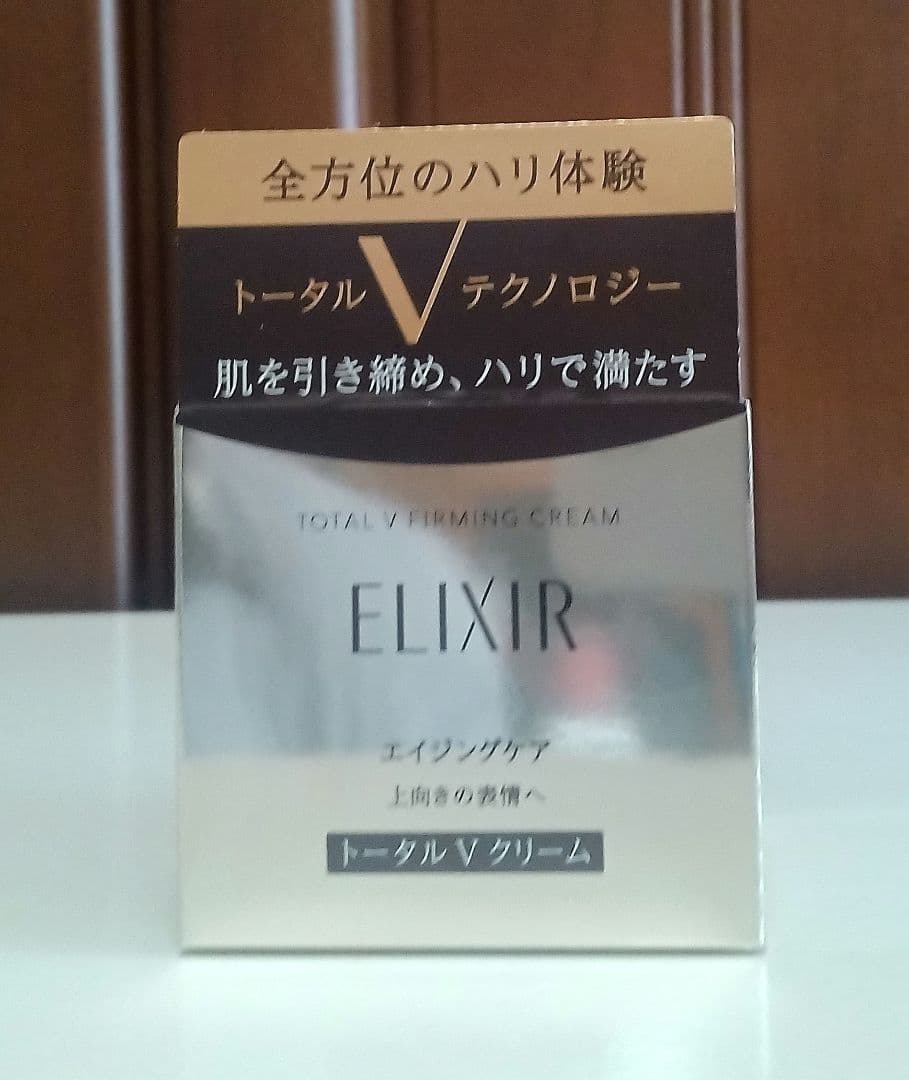 全方位のハリ体験
トータル V テクノロジー
肌を引き締め、ハリで満たす
TOTAL V FIRMING CREAM
ELIXIR
エイジングケア
上向きの表情へ
トータル V クリーム